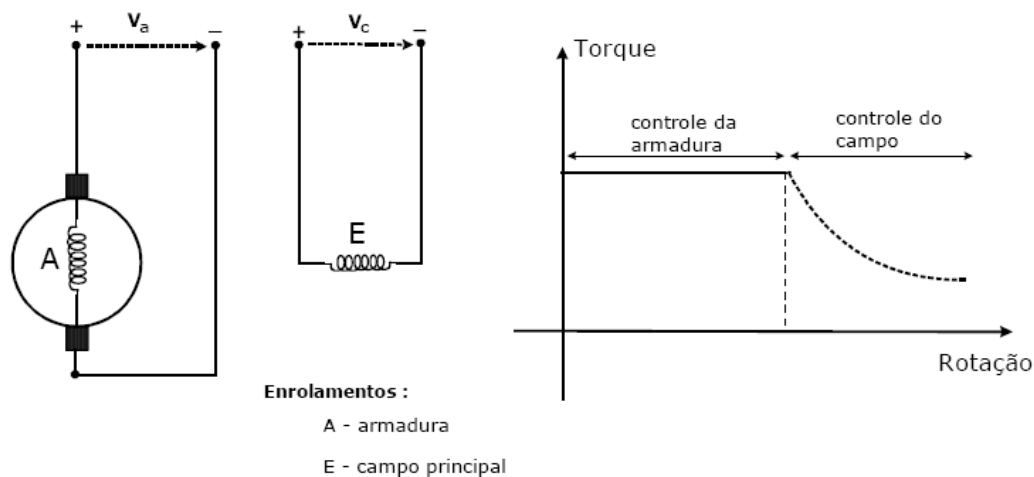 + Va −
+ Vc −
A
E
Enrolamentos :
A - armadura
E - campo principal
Torque
controle da
armadura
controle do
campo
Rotação